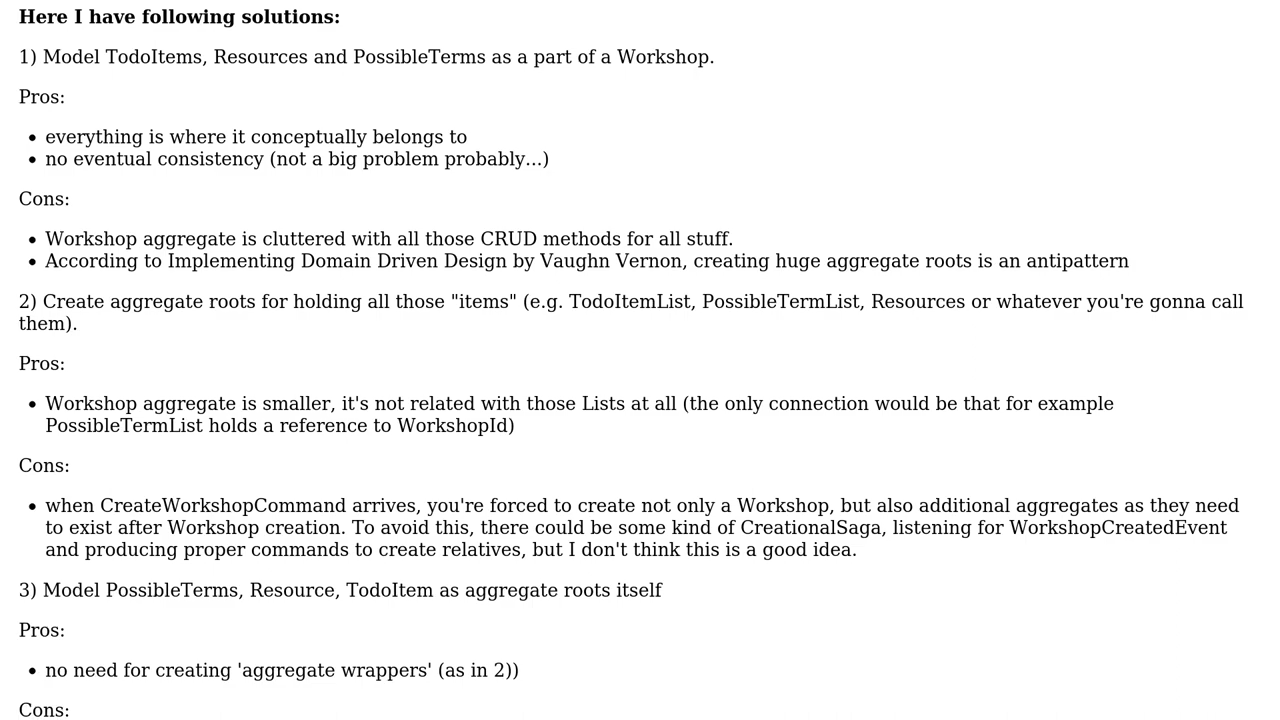 Here I have following solutions:
1) Model TodoItems, Resources and PossibleTerms as a part of a Workshop.
Pros:
• everything is where it conceptually belongs to
• no eventual consistency (not a big problem probably...)
Cons:
• Workshop aggregate is cluttered with all those CRUD methods for all stuff.
• According to Implementing Domain Driven Design by Vaughn Vernon, creating huge aggregate roots is an antipattern
2) Create aggregate roots for holding all those "items" (e.g. TodoItemList, PossibleTermList, Resources or whatever you're gonna call
them).
Pros:
• Workshop aggregate is smaller, it's not related with those Lists at all (the only connection would be that for example
PossibleTermList holds a reference to WorkshopId)
Cons:
• when CreateWorkshopCommand arrives, you're forced to create not only a Workshop, but also additional aggregates as they need
to exist after Workshop creation. To avoid this, there could be some kind of CreationalSaga, listening for WorkshopCreatedEvent
and producing proper commands to create relatives, but I don't think this is a good idea.
3) Model PossibleTerms, Resource, TodoItem as aggregate roots itself
Pros:
• no need for creating 'aggregate wrappers' (as in 2))
Cons: